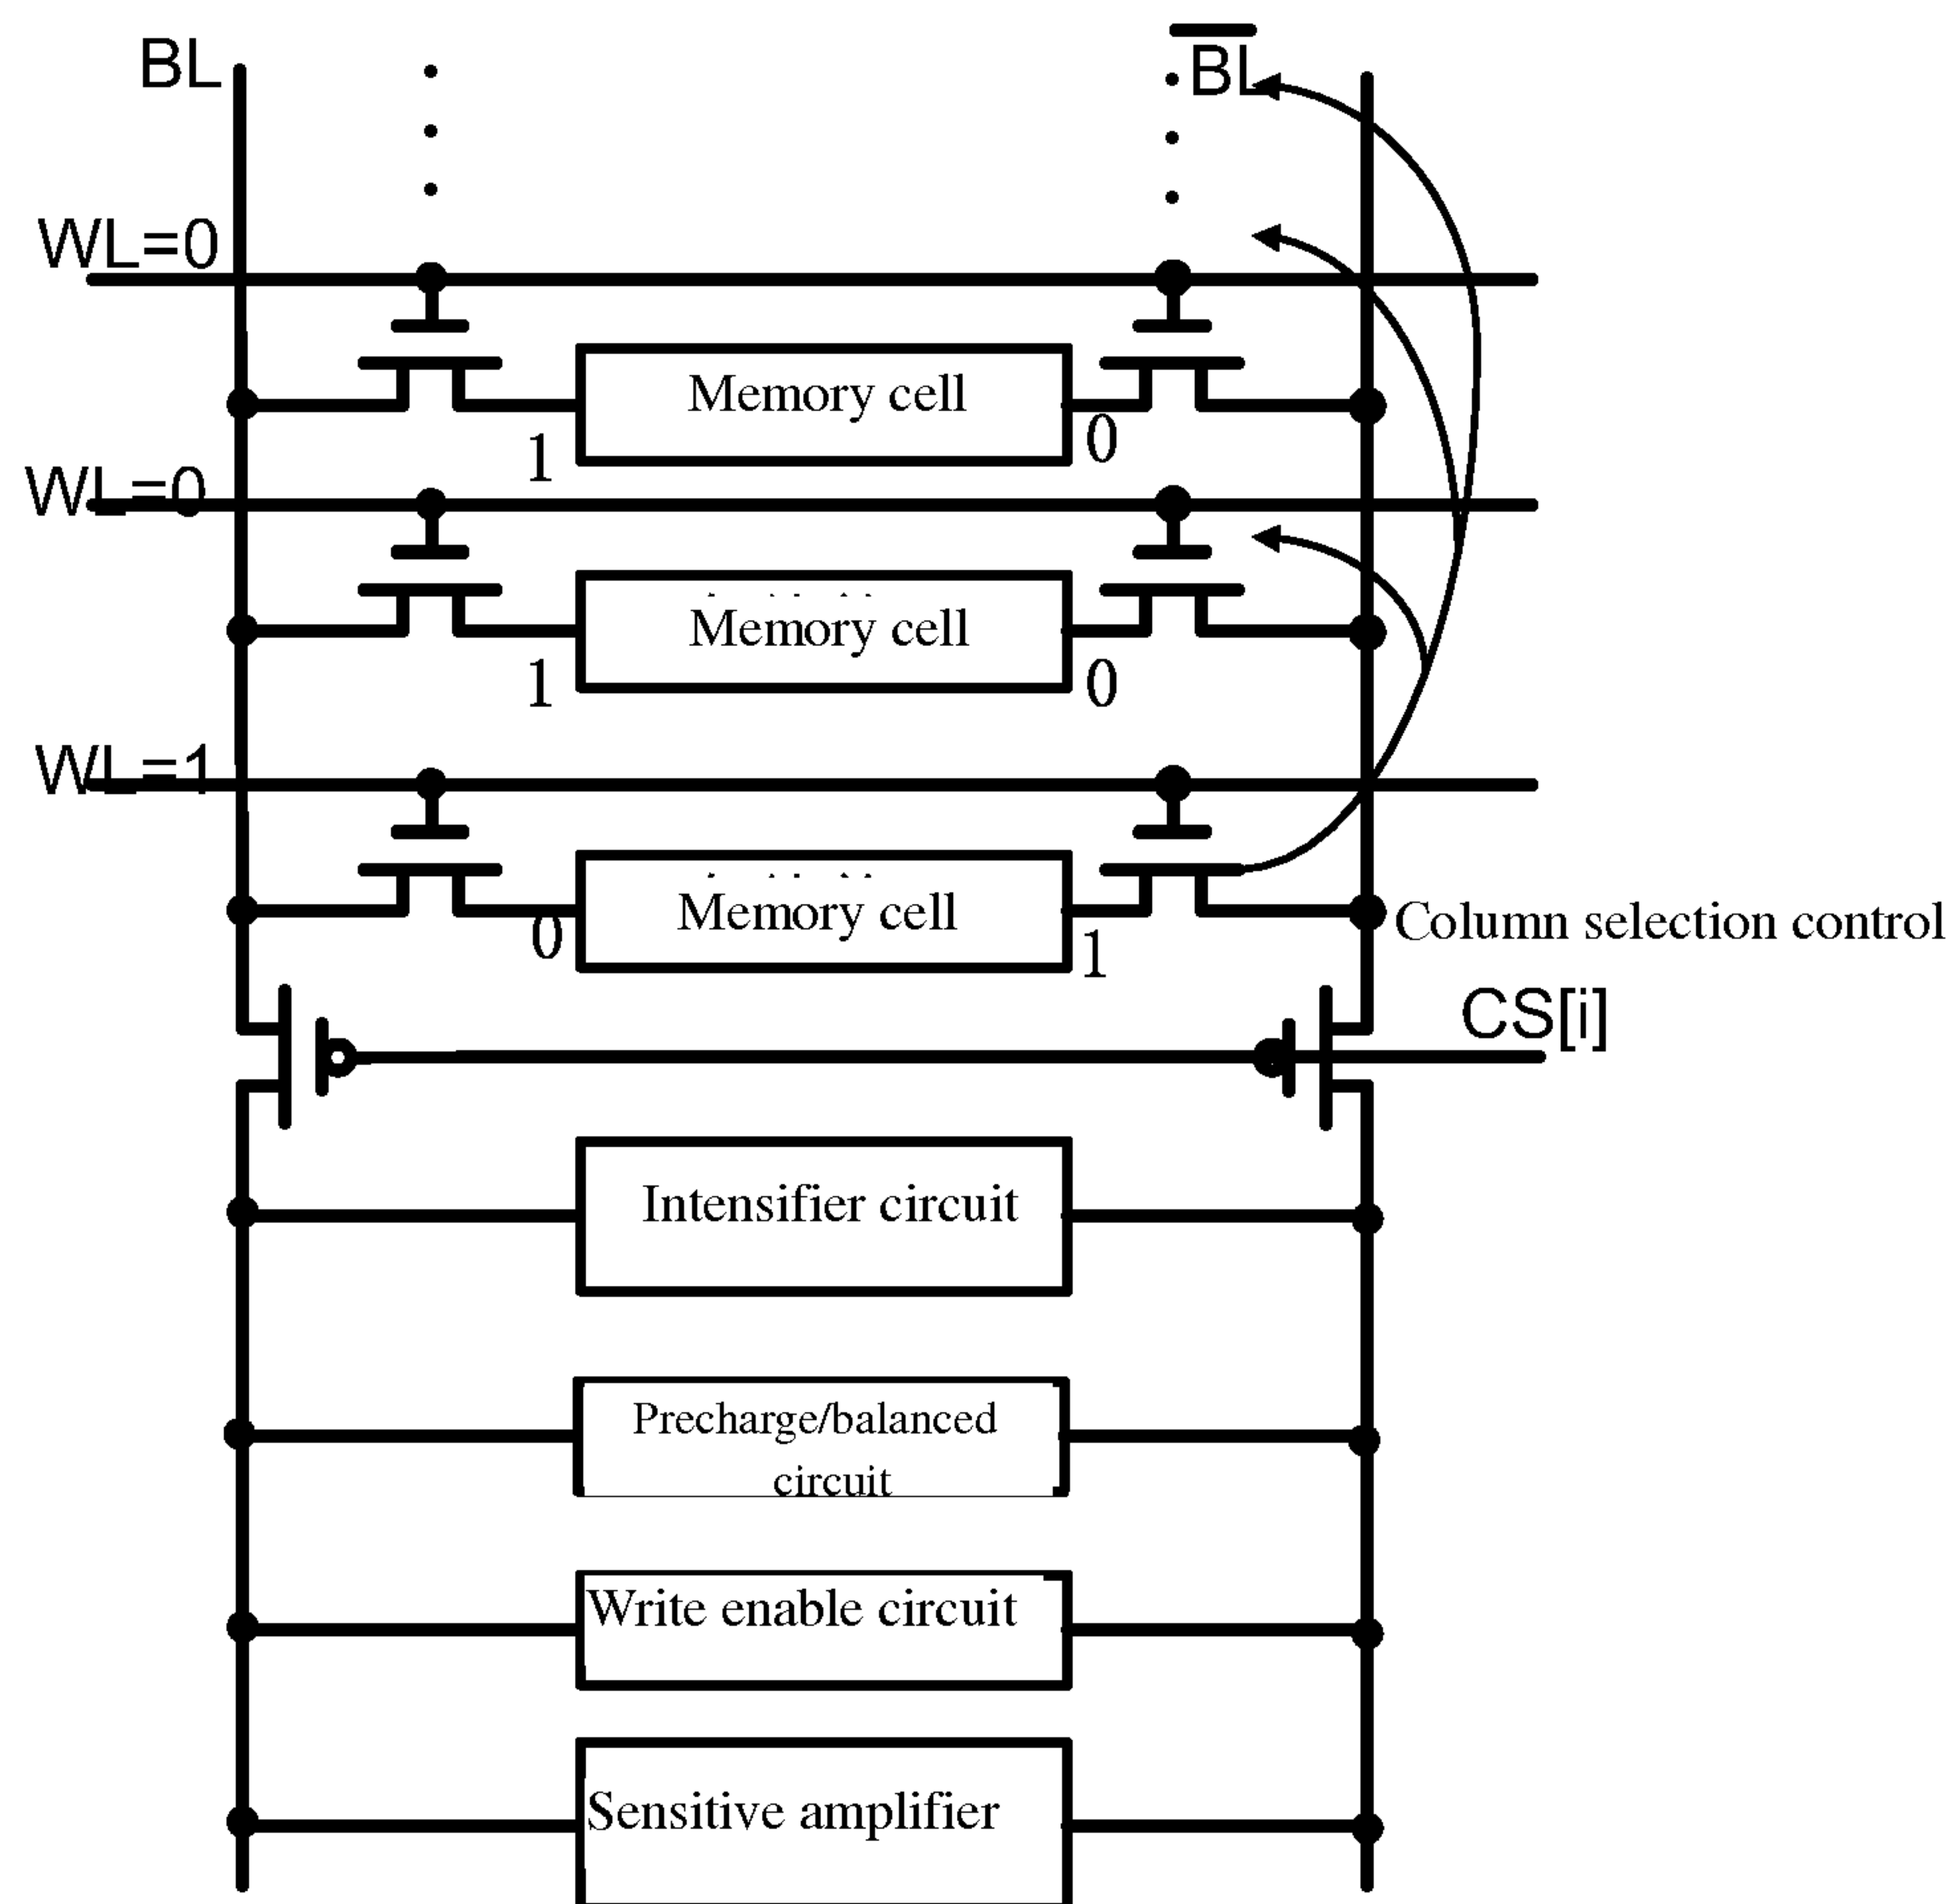 BL
B̅L̅
WL=0
Memory cell
1
0
WL=0
Memory cell
1
0
WL=1
Memory cell
0
1
Column selection control
CS[i]
Intensifier circuit
Precharge/balanced
circuit
Write enable circuit
Sensitive amplifier